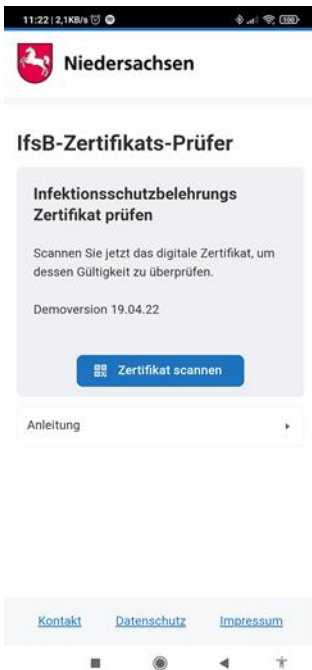 11:22 | 2,1KB/s
100
Niedersachsen
IfsB-Zertifikats-Prüfer
Infektionsschutzbelehrungs
Zertifikat prüfen
Scannen Sie jetzt das digitale Zertifikat, um
dessen Gültigkeit zu überprüfen.
Demoversion 19.04.22
Zertifikat scannen
Anleitung
Kontakt Datenschutz Impressum